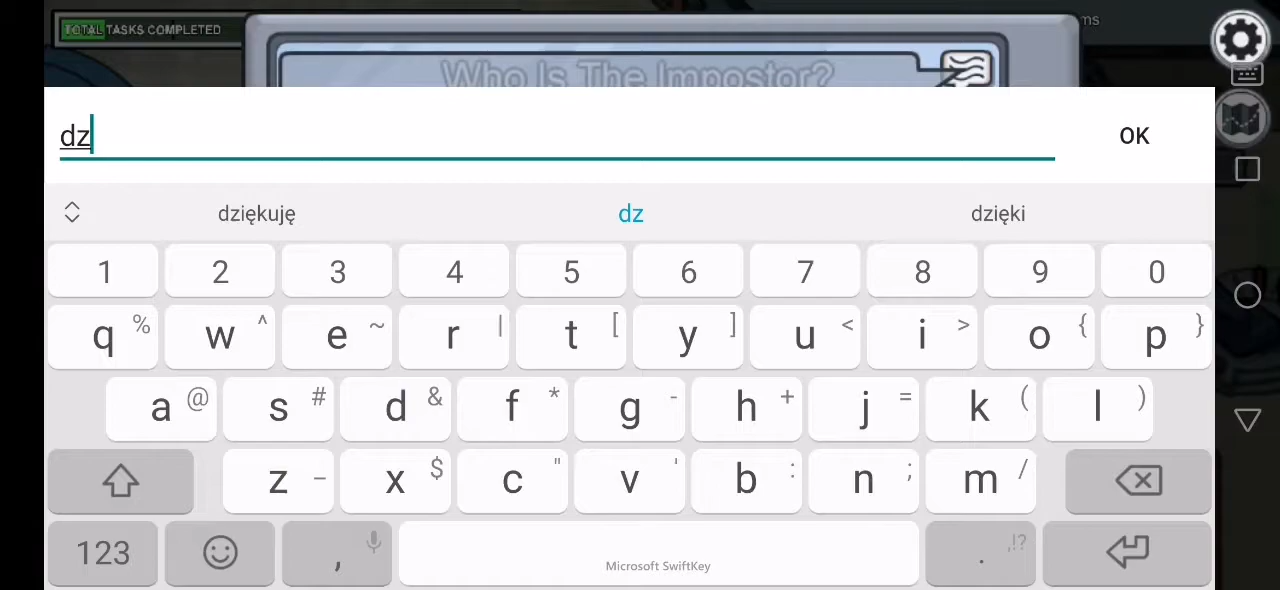 TOTAL TASKS COMPLETED
ms
Who Is The Impostor?
dz
OK
dziękuję dz dzięki
1 2 3 4 5 6 7 8 9 0
q % w ^ e ~ r | t [ y ] u < i > o { p }
a @ s # d & f * g - h + j = k ( l )
z _ x $ c " v ' b : n ; m /
123 , Microsoft SwiftKey . ,!?